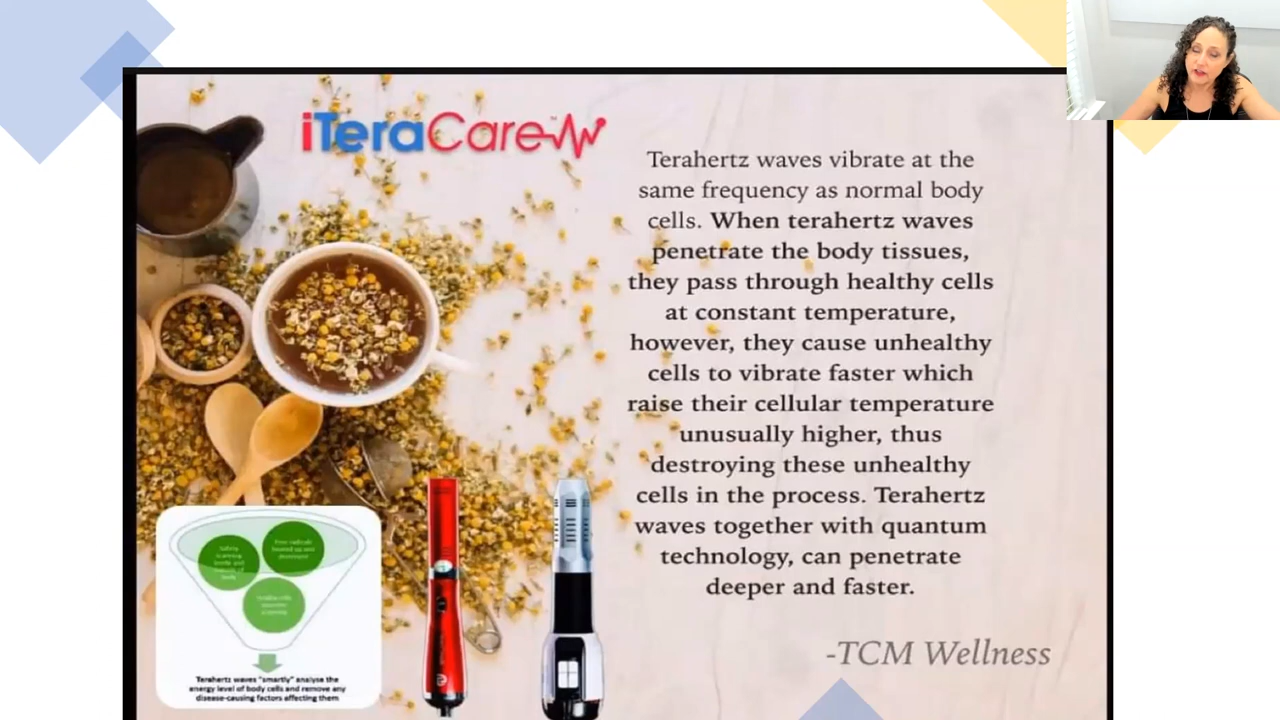 iTeraCare
Terahertz waves vibrate at the
same frequency as normal body
cells. When terahertz waves
penetrate the body tissues,
they pass through healthy cells
at constant temperature,
however, they cause unhealthy
cells to vibrate faster which
raise their cellular temperature
unusually higher, thus
destroying these unhealthy
cells in the process. Terahertz
waves together with quantum
technology, can penetrate
deeper and faster.
-TCM Wellness
Terahertz waves "smartly" analyse the
energy level of body cells and remove any
disease-causing factors affecting them